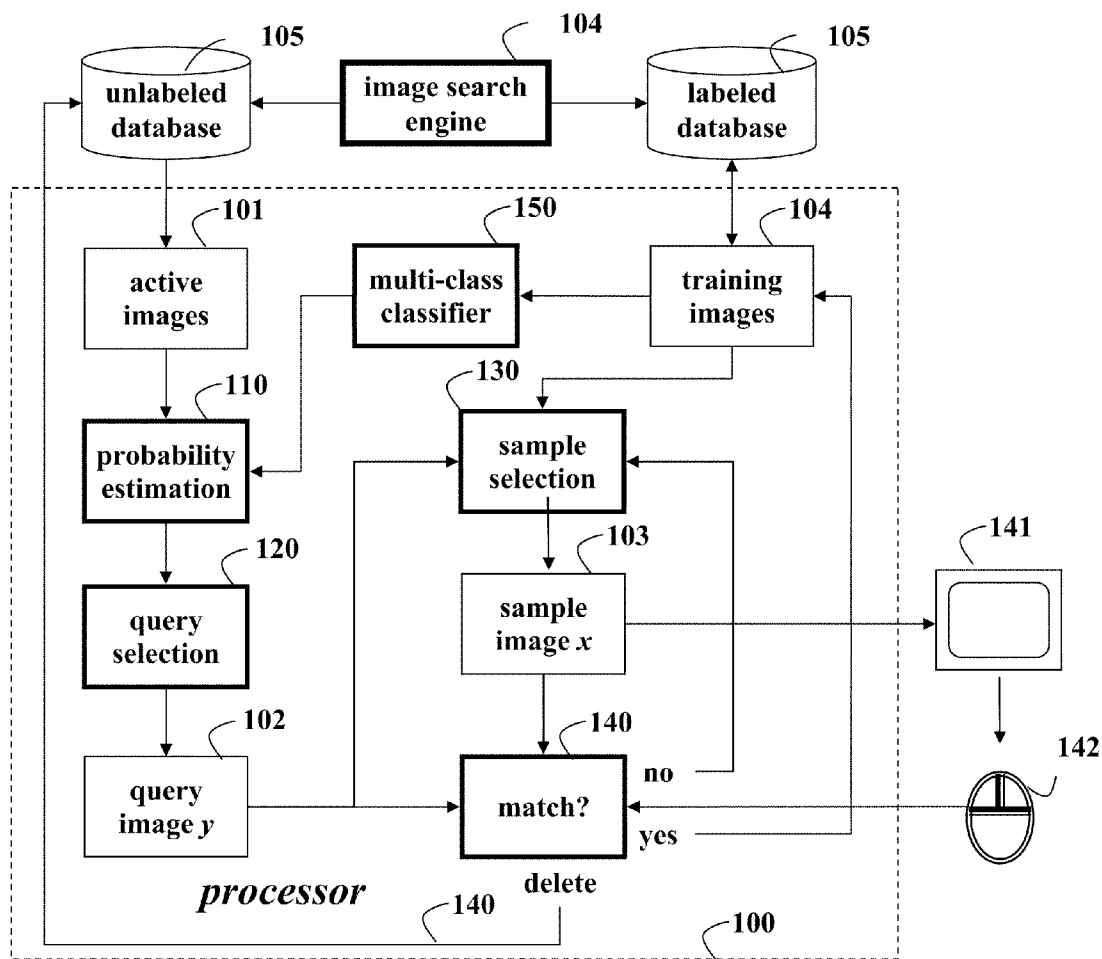 105
104
105
unlabeled
database
image search
engine
labeled
database
101
150
104
active
images
multi-class
classifier
training
images
110
130
probability
estimation
sample
selection
120
103
141
query
selection
sample
image x
102
140
142
query
image y
match?
no
yes
delete
processor
140
100